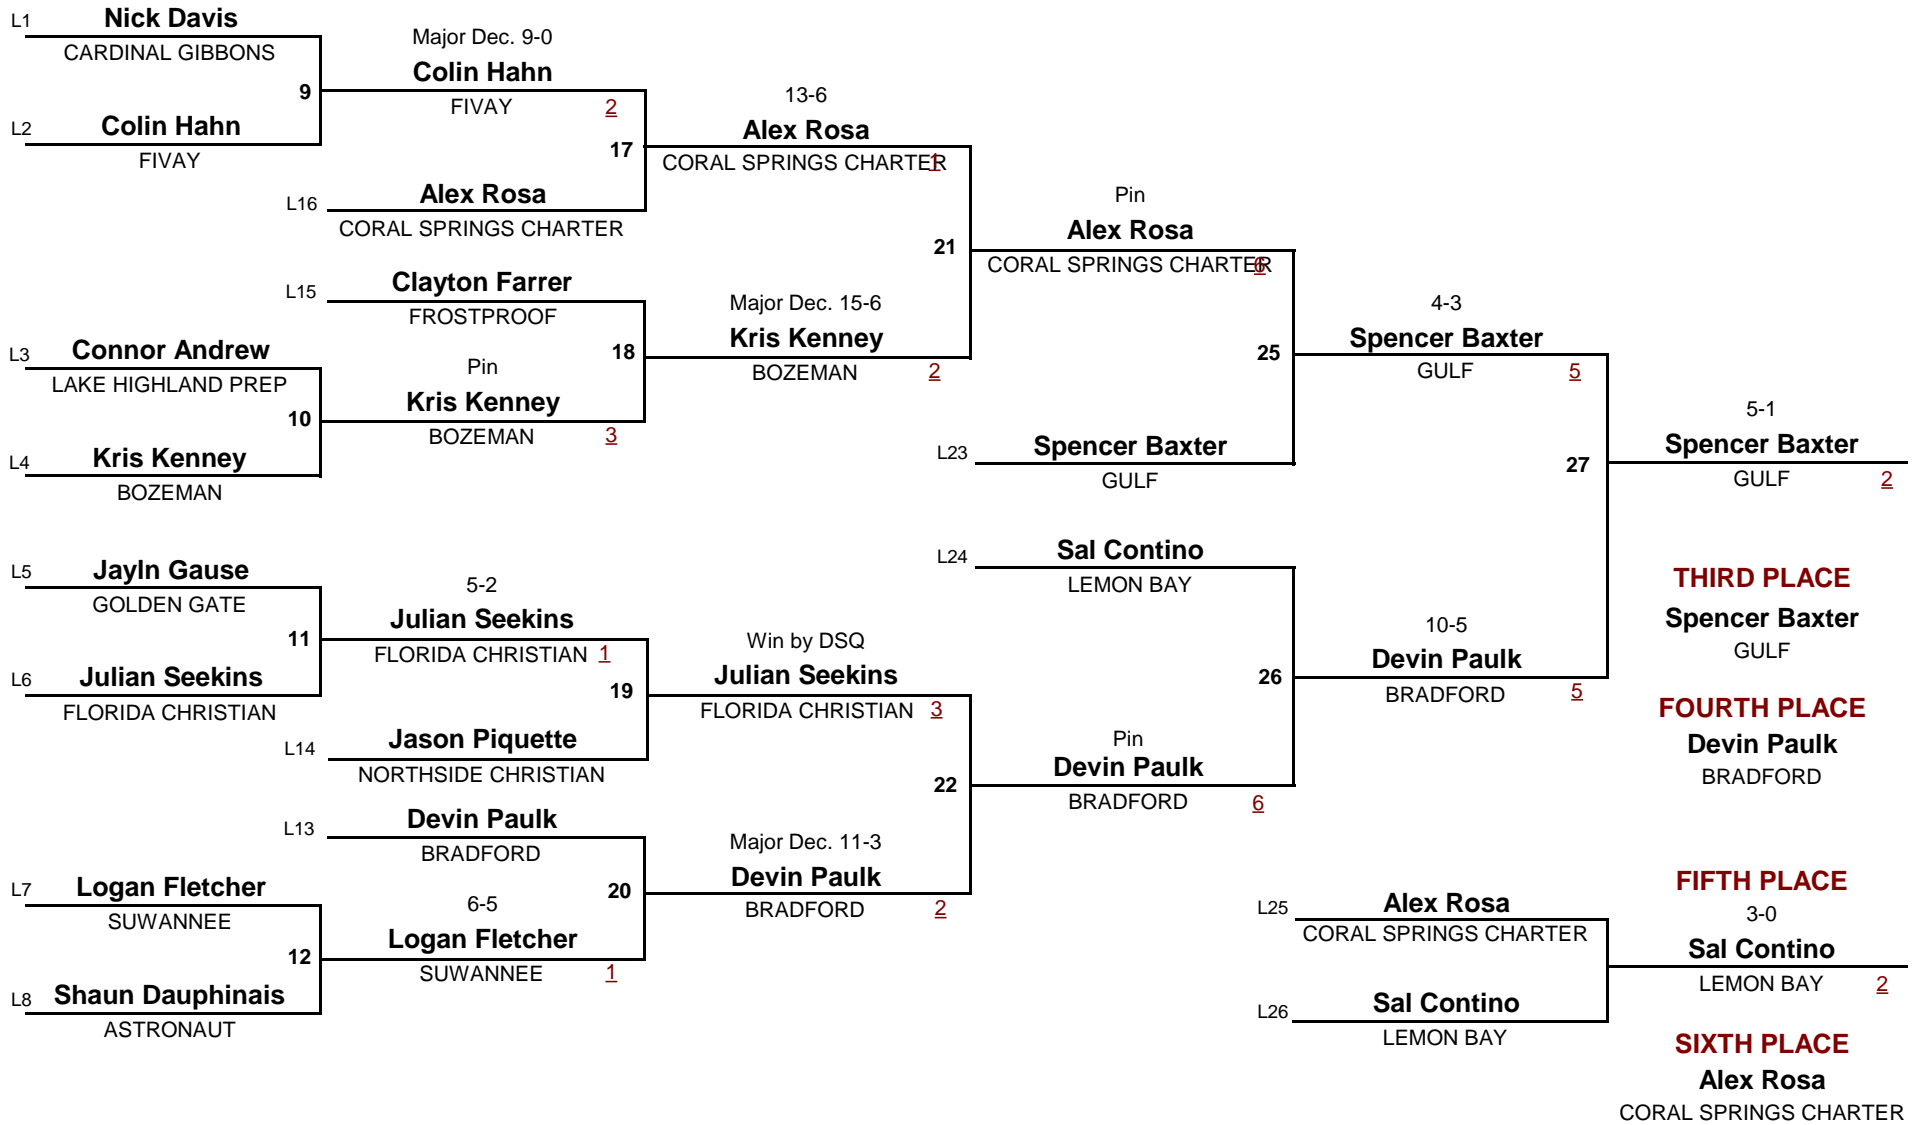 L1 Nick Davis
CARDINAL GIBBONS
9
L2 Colin Hahn
FIVAY
Major Dec. 9-0
Colin Hahn
FIVAY 2
17
L16 Alex Rosa
CORAL SPRINGS CHARTER
13-6
Alex Rosa
CORAL SPRINGS CHARTER 1
21
L15 Clayton Farrer
FROSTPROOF
18
L3 Connor Andrew
LAKE HIGHLAND PREP
10
L4 Kris Kenney
BOZEMAN
Pin
Kris Kenney
BOZEMAN 3
Major Dec. 15-6
Kris Kenney
BOZEMAN 2
Pin
Alex Rosa
CORAL SPRINGS CHARTER 6
25
L23 Spencer Baxter
GULF
4-3
Spencer Baxter
GULF 5
27
5-1
Spencer Baxter
GULF 2
L5 Jayln Gause
GOLDEN GATE
11
L6 Julian Seekins
FLORIDA CHRISTIAN
5-2
Julian Seekins
FLORIDA CHRISTIAN 1
19
L14 Jason Piquette
NORTHSIDE CHRISTIAN
Win by DSQ
Julian Seekins
FLORIDA CHRISTIAN 3
22
L13 Devin Paulk
BRADFORD
20
L7 Logan Fletcher
SUWANNEE
12
L8 Shaun Dauphinais
ASTRONAUT
6-5
Logan Fletcher
SUWANNEE 1
Major Dec. 11-3
Devin Paulk
BRADFORD 2
L24 Sal Contino
LEMON BAY
26
Pin
Devin Paulk
BRADFORD 6
10-5
Devin Paulk
BRADFORD 5
THIRD PLACE
Spencer Baxter
GULF
FOURTH PLACE
Devin Paulk
BRADFORD
L25 Alex Rosa
CORAL SPRINGS CHARTER
L26 Sal Contino
LEMON BAY
FIFTH PLACE
3-0
Sal Contino
LEMON BAY 2
SIXTH PLACE
Alex Rosa
CORAL SPRINGS CHARTER